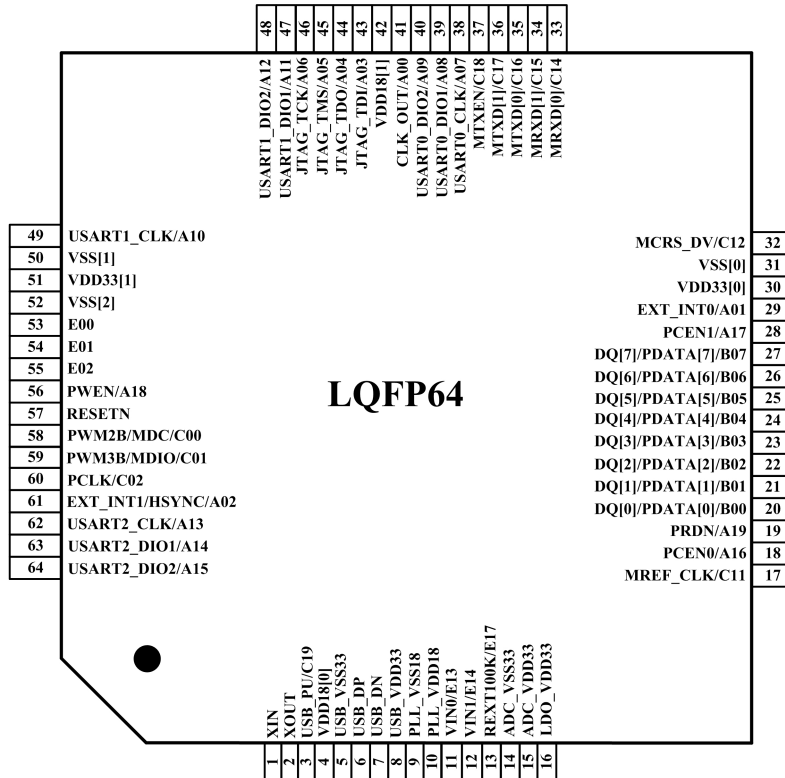 48 47 46 45 44 43 42 41 40 39 38 37 36 35 34 33
USART1_DIO2/A12
USART1_DIO1/A11
JTAG_TCK/A06
JTAG_TMS/A05
JTAG_TDO/A04
JTAG_TDI/A03
VDD18[1]
CLK_OUT/A00
USART0_DIO2/A09
USART0_DIO1/A08
USART0_CLK/A07
MTXEN/C18
MTXD[1]/C17
MTXD[0]/C16
MRXD[1]/C15
MRXD[0]/C14
49 USART1_CLK/A10
50 VSS[1]
51 VDD33[1]
52 VSS[2]
53 E00
54 E01
55 E02
56 PWEN/A18
57 RESETN
58 PWM2B/MDC/C00
59 PWM3B/MDIO/C01
60 PCLK/C02
61 EXT_INT1/HSYNC/A02
62 USART2_CLK/A13
63 USART2_DIO1/A14
64 USART2_DIO2/A15
LQFP64
MCRS_DV/C12 32
VSS[0] 31
VDD33[0] 30
EXT_INT0/A01 29
PCEN1/A17 28
DQ[7]/PDATA[7]/B07 27
DQ[6]/PDATA[6]/B06 26
DQ[5]/PDATA[5]/B05 25
DQ[4]/PDATA[4]/B04 24
DQ[3]/PDATA[3]/B03 23
DQ[2]/PDATA[2]/B02 22
DQ[1]/PDATA[1]/B01 21
DQ[0]/PDATA[0]/B00 20
PRDN/A19 19
PCEN0/A16 18
MREF_CLK/C11 17
XIN
XOUT
USB_PU/C19
VDD18[0]
USB_VSS33
USB_DP
USB_DN
USB_VDD33
PLL_VSS18
PLL_VDD18
VIN0/E13
VIN1/E14
REXT100K/E17
ADC_VSS33
ADC_VDD33
LDO_VDD33
1 2 3 4 5 6 7 8 9 10 11 12 13 14 15 16